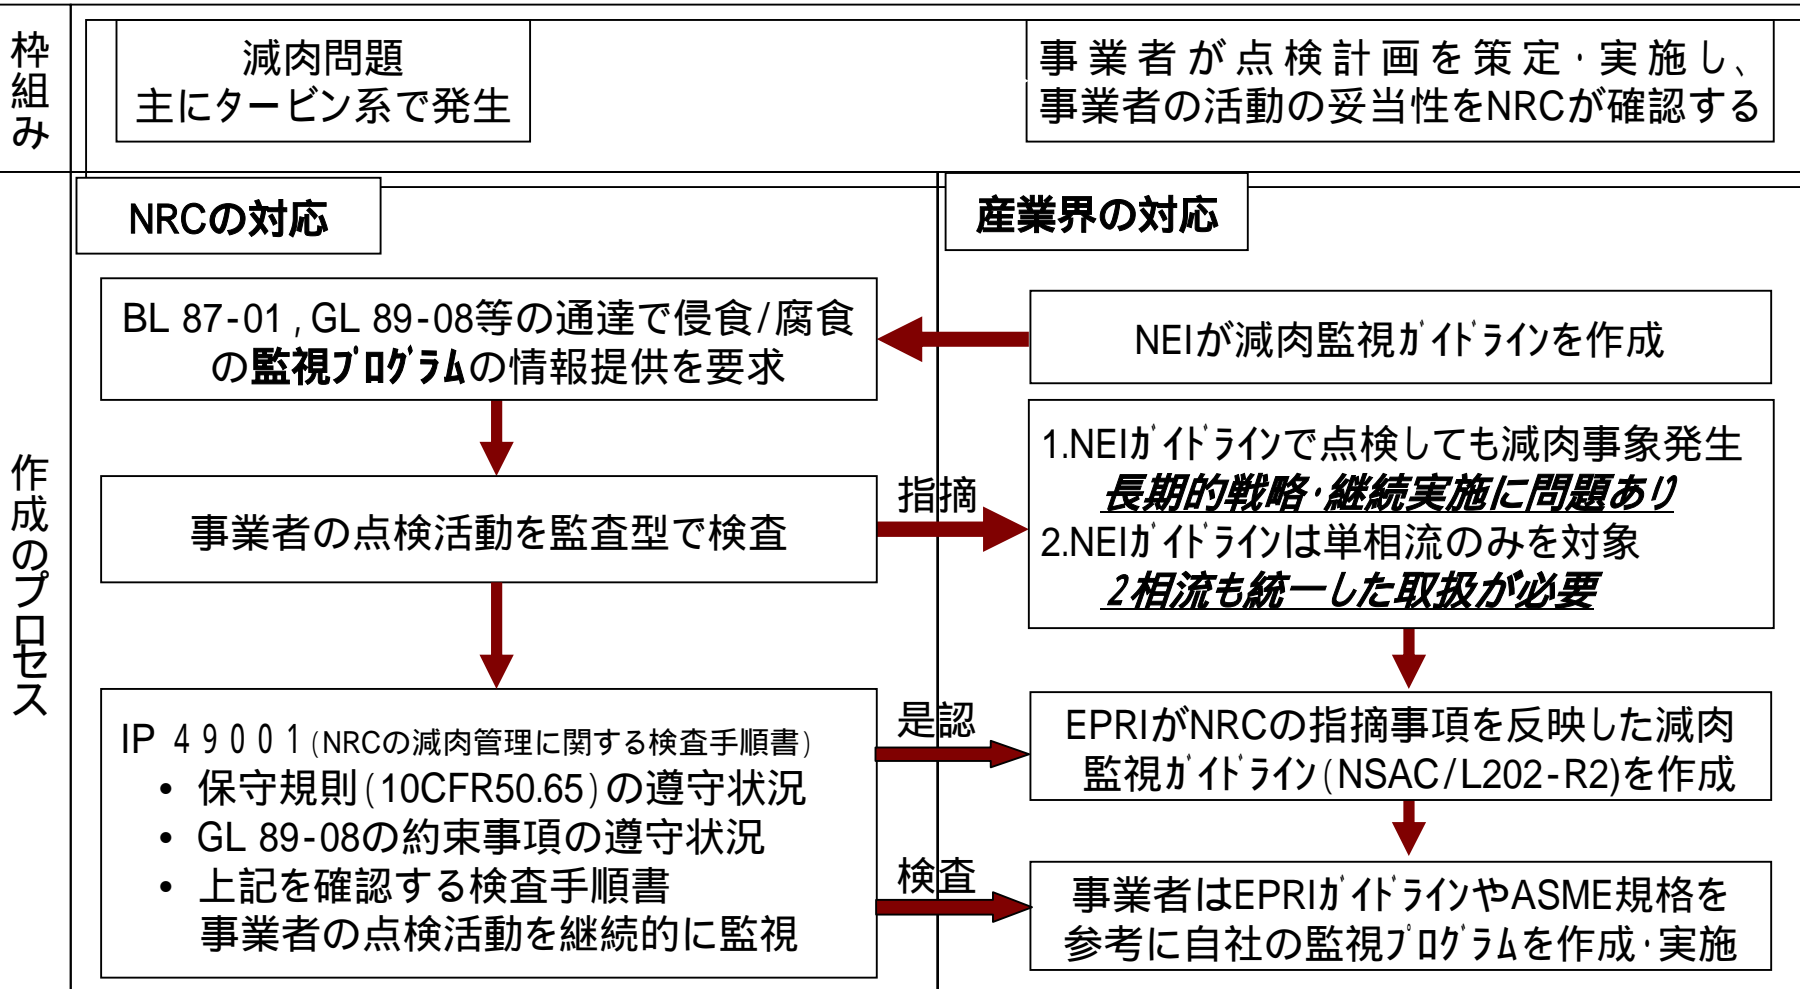 枠組み
減肉問題
主にタービン系で発生
事業者が点検計画を策定・実施し、
事業者の活動の妥当性をNRCが確認する
作成のプロセス
NRCの対応
産業界の対応
BL 87-01 , GL 89-08等の通達で侵食/腐食
の監視ﾌﾟﾛｸﾞﾗﾑの情報提供を要求
NEIが減肉監視ｶﾞｲﾄﾞﾗｲﾝを作成
事業者の点検活動を監査型で検査
指摘
1.NEIｶﾞｲﾄﾞﾗｲﾝで点検しても減肉事象発生
長期的戦略・継続実施に問題あり
2.NEIｶﾞｲﾄﾞﾗｲﾝは単相流のみを対象
2相流も統一した取扱が必要
IP ４９００１(NRCの減肉管理に関する検査手順書)
• 保守規則(10CFR50.65)の遵守状況
• GL 89-08の約束事項の遵守状況
• 上記を確認する検査手順書
事業者の点検活動を継続的に監視
是認
EPRIがNRCの指摘事項を反映した減肉
監視ｶﾞｲﾄﾞﾗｲﾝ(NSAC/L202-R2)を作成
検査
事業者はEPRIｶﾞｲﾄﾞﾗｲﾝやASME規格を
参考に自社の監視ﾌﾟﾛｸﾞﾗﾑを作成・実施